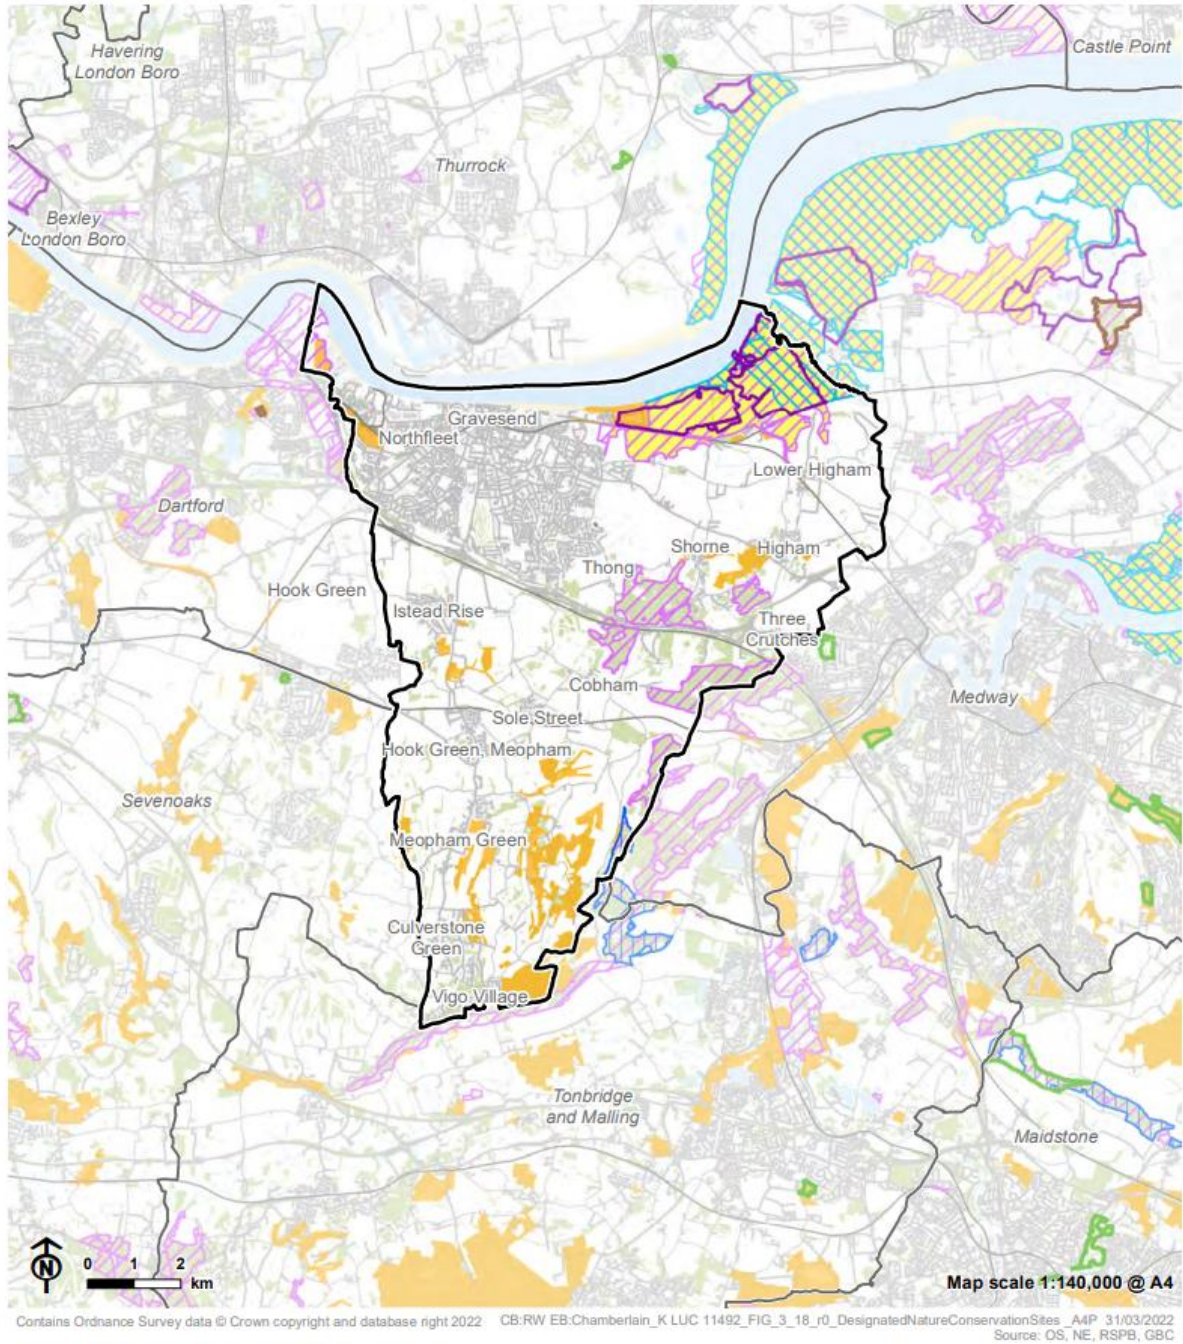 Havering
London Boro
Castle Point
Thurrock
Bexley
London Boro
Gravesend
Northfleet
Lower Higham
Dartford
Shorne
Higham
Thong
Hook Green
Istead Rise
Three
Crutches
Cobham
Medway
Sole Street
Hook Green, Meopham
Sevenoaks
Meopham Green
Culverstone
Green
Vigo Village
Tonbridge
and Malling
Maidstone
N
0 1 2
km
Map scale 1:140,000 @ A4
Contains Ordnance Survey data © Crown copyright and database right 2022
CB:RW EB:Chamberlain_K LUC 11492_FIG_3_18_r0_DesignatedNatureConservationSites _A4P 31/03/2022
Source: OS, NE, RSPB, GBC